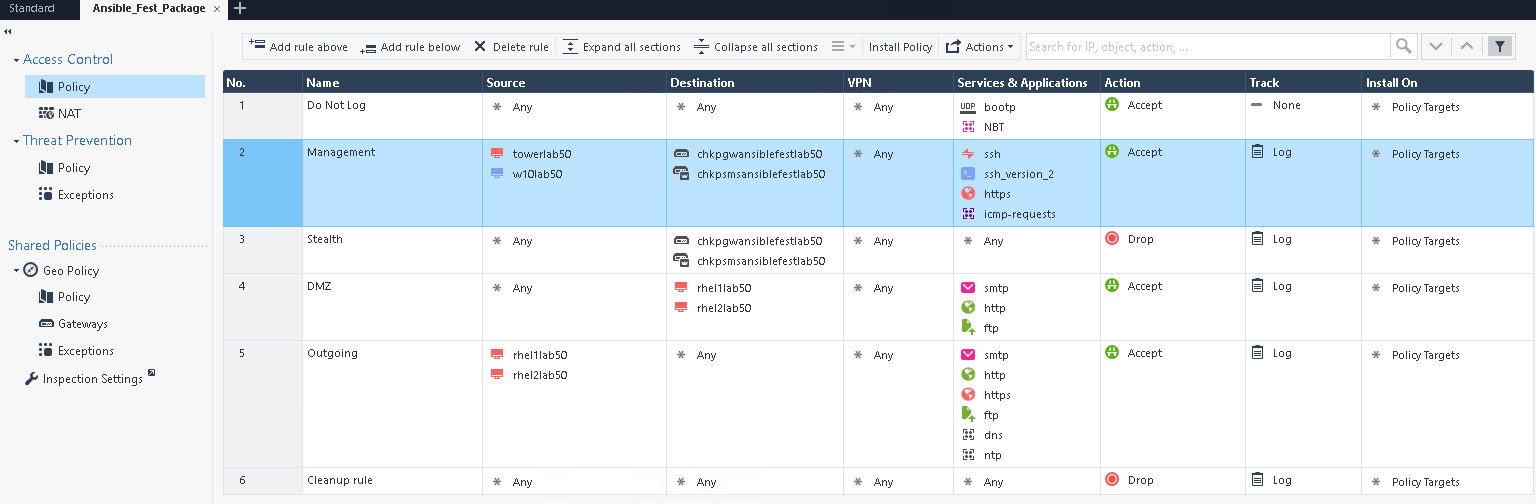 Standard Ansible_Fest_Package × +
Add rule above Add rule below Delete rule Expand all sections Collapse all sections Install Policy Actions Search for IP, object, action, ...
Access Control
Policy
NAT
Threat Prevention
Policy
Exceptions
Shared Policies
Geo Policy
Policy
Gateways
Exceptions
Inspection Settings
No. Name Source Destination VPN Services & Applications Action Track Install On
1 Do Not Log * Any * Any * Any UDP bootp Accept None * Policy Targets
NBT
2 Management towerlab50 chkpgwansiblefestlab50 * Any ssh Accept Log * Policy Targets
w10lab50 chkpsmsansiblefestlab50 ssh_version_2
https
icmp-requests
3 Stealth * Any chkpgwansiblefestlab50 * Any * Any Drop Log * Policy Targets
chkpsmsansiblefestlab50
4 DMZ * Any rhel1lab50 * Any smtp Accept Log * Policy Targets
rhel2lab50 http
ftp
5 Outgoing rhel1lab50 * Any * Any smtp Accept Log * Policy Targets
rhel2lab50 http
https
ftp
dns
ntp
6 Cleanup rule * Any * Any * Any * Any Drop Log * Policy Targets